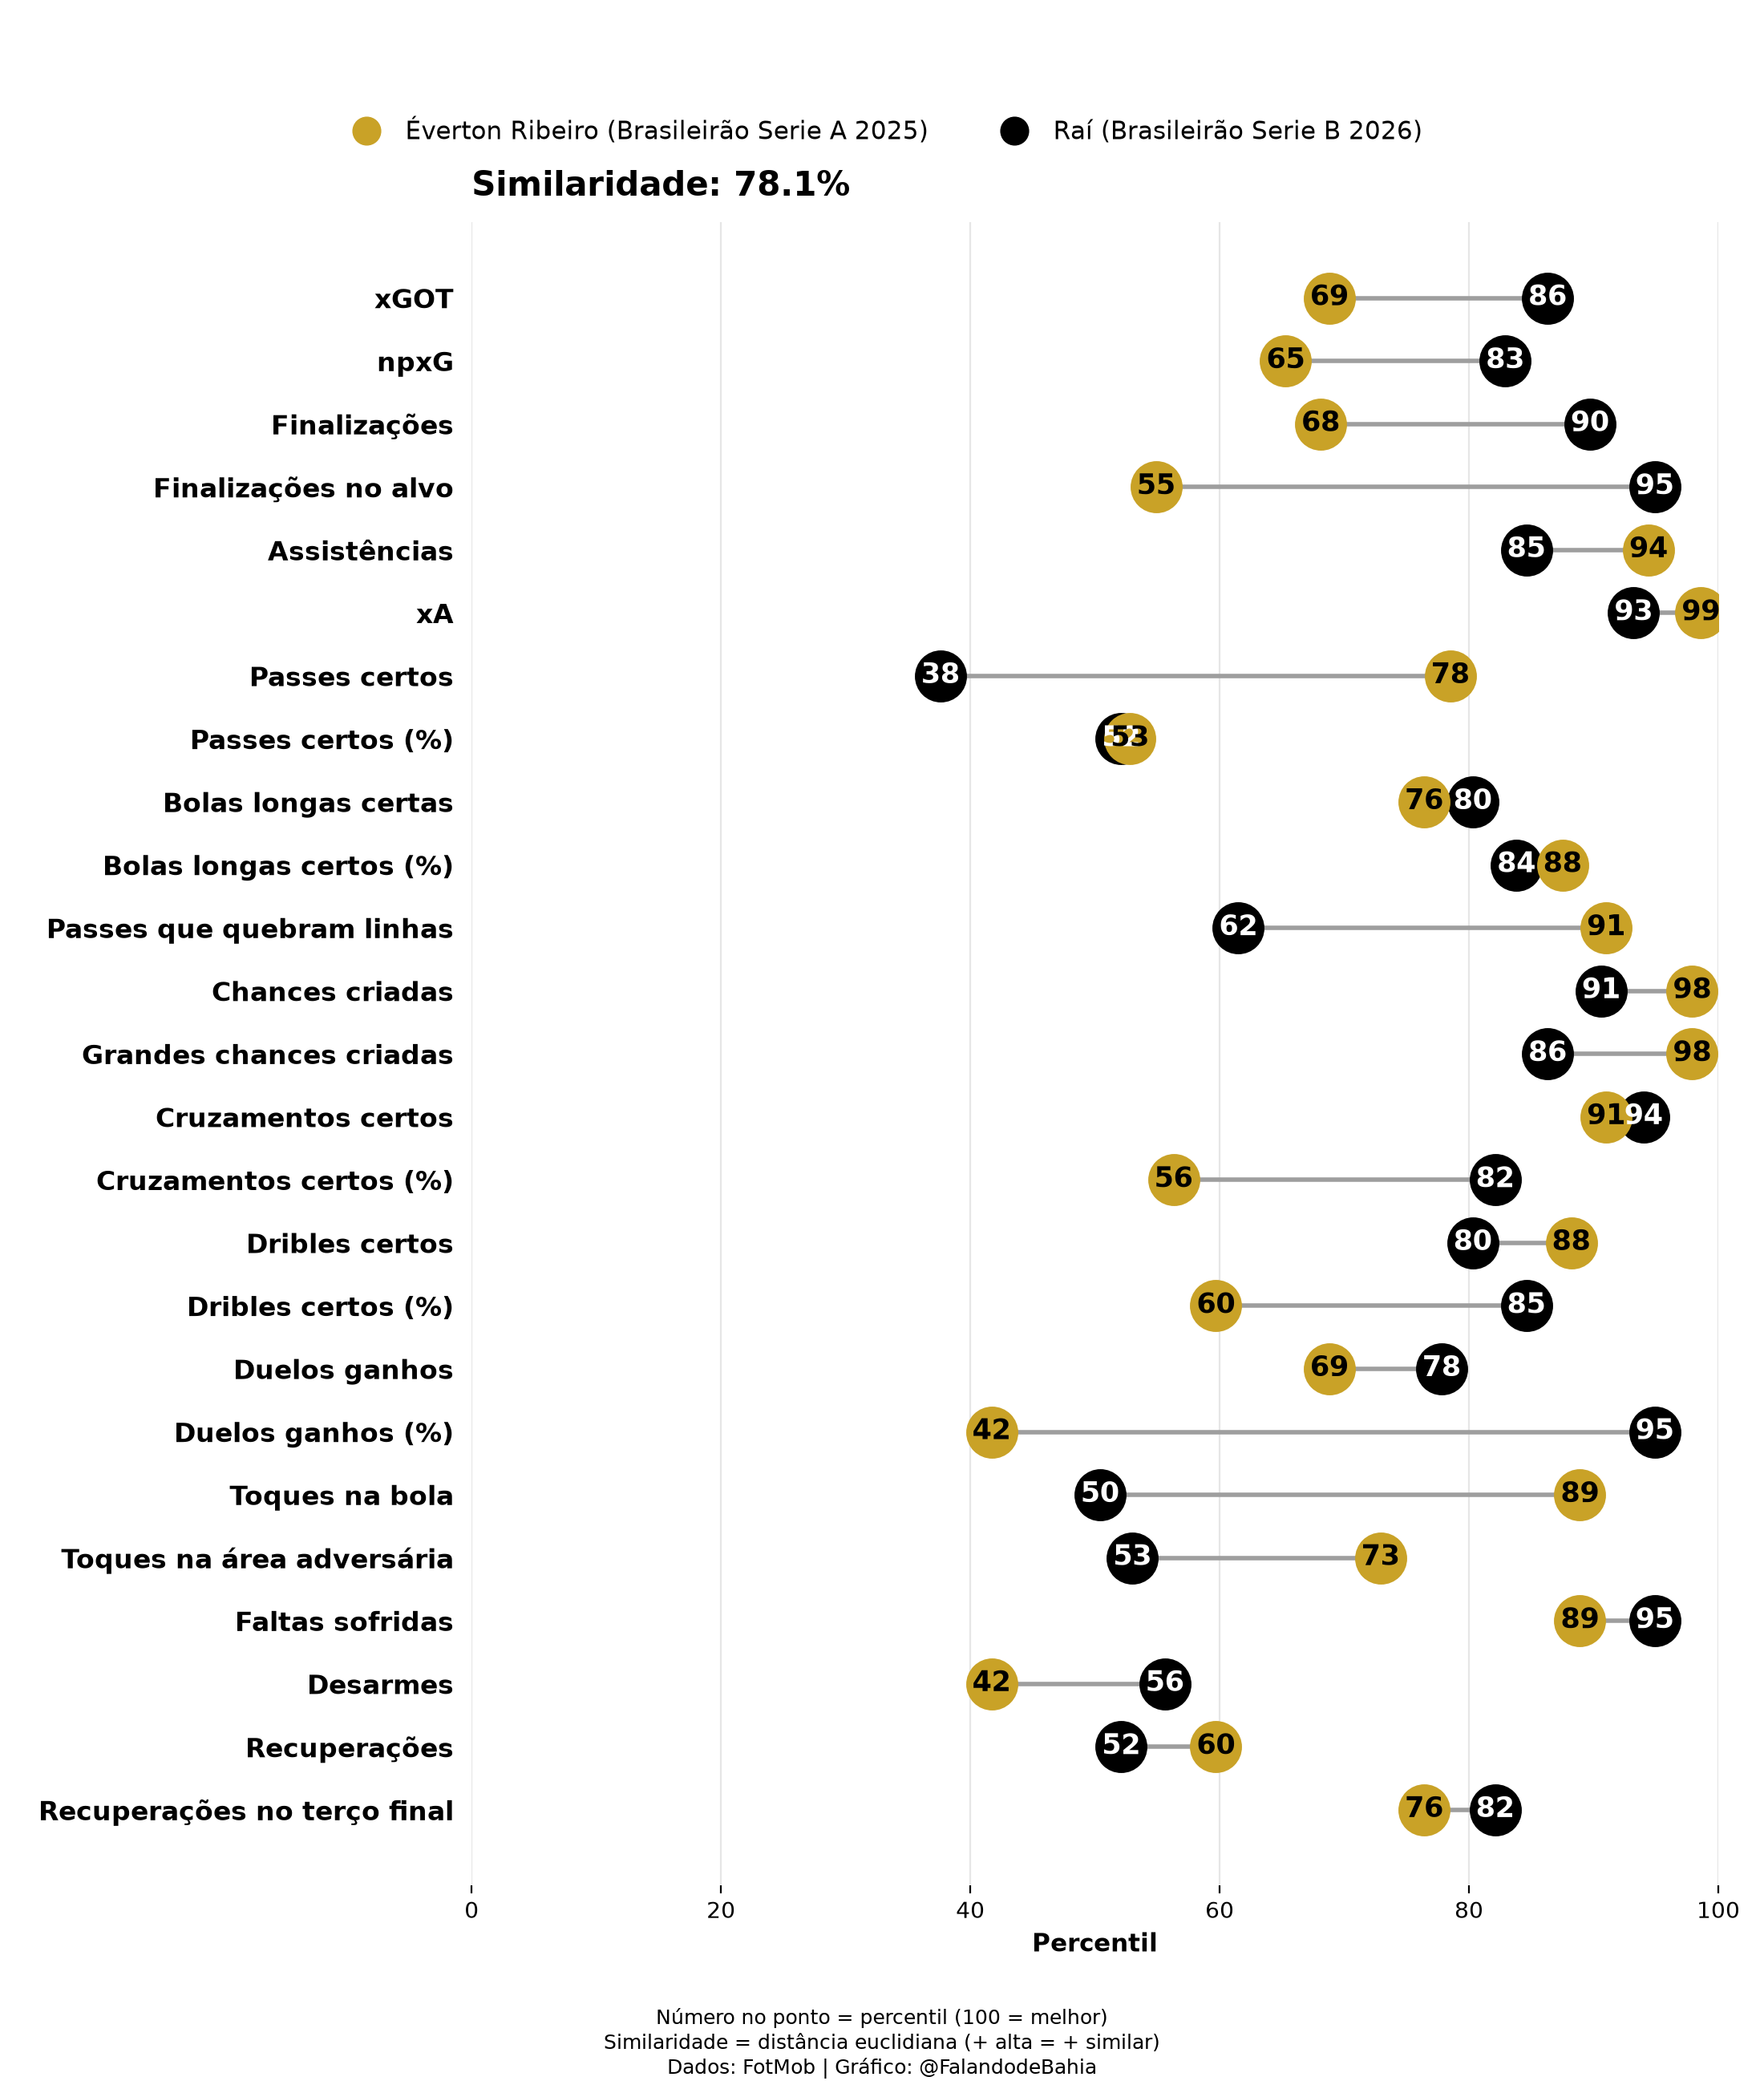 Éverton Ribeiro (Brasileirão Serie A 2025) Raí (Brasileirão Serie B 2026)
Similaridade: 78.1%
xGOT 69 86
npxG 65 83
Finalizações 68 90
Finalizações no alvo 55 95
Assistências 85 94
xA 93 99
Passes certos 38 78
Passes certos (%) 53
Bolas longas certas 76 80
Bolas longas certos (%) 84 88
Passes que quebram linhas 62 91
Chances criadas 91 98
Grandes chances criadas 86 98
Cruzamentos certos 91 94
Cruzamentos certos (%) 56 82
Dribles certos 80 88
Dribles certos (%) 60 85
Duelos ganhos 69 78
Duelos ganhos (%) 42 95
Toques na bola 50 89
Toques na área adversária 53 73
Faltas sofridas 89 95
Desarmes 42 56
Recuperações 52 60
Recuperações no terço final 76 82
0 20 40 60 80 100
Percentil
Número no ponto = percentil (100 = melhor)
Similaridade = distância euclidiana (+ alta = + similar)
Dados: FotMob | Gráfico: @FalandodeBahia